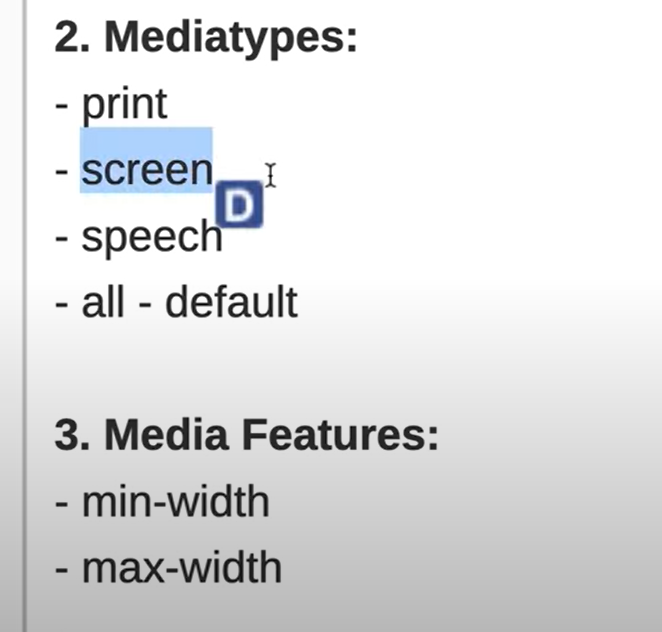 2. Mediatypes:
- print
- screen
D
- speech
- all - default
3. Media Features:
- min-width
- max-width